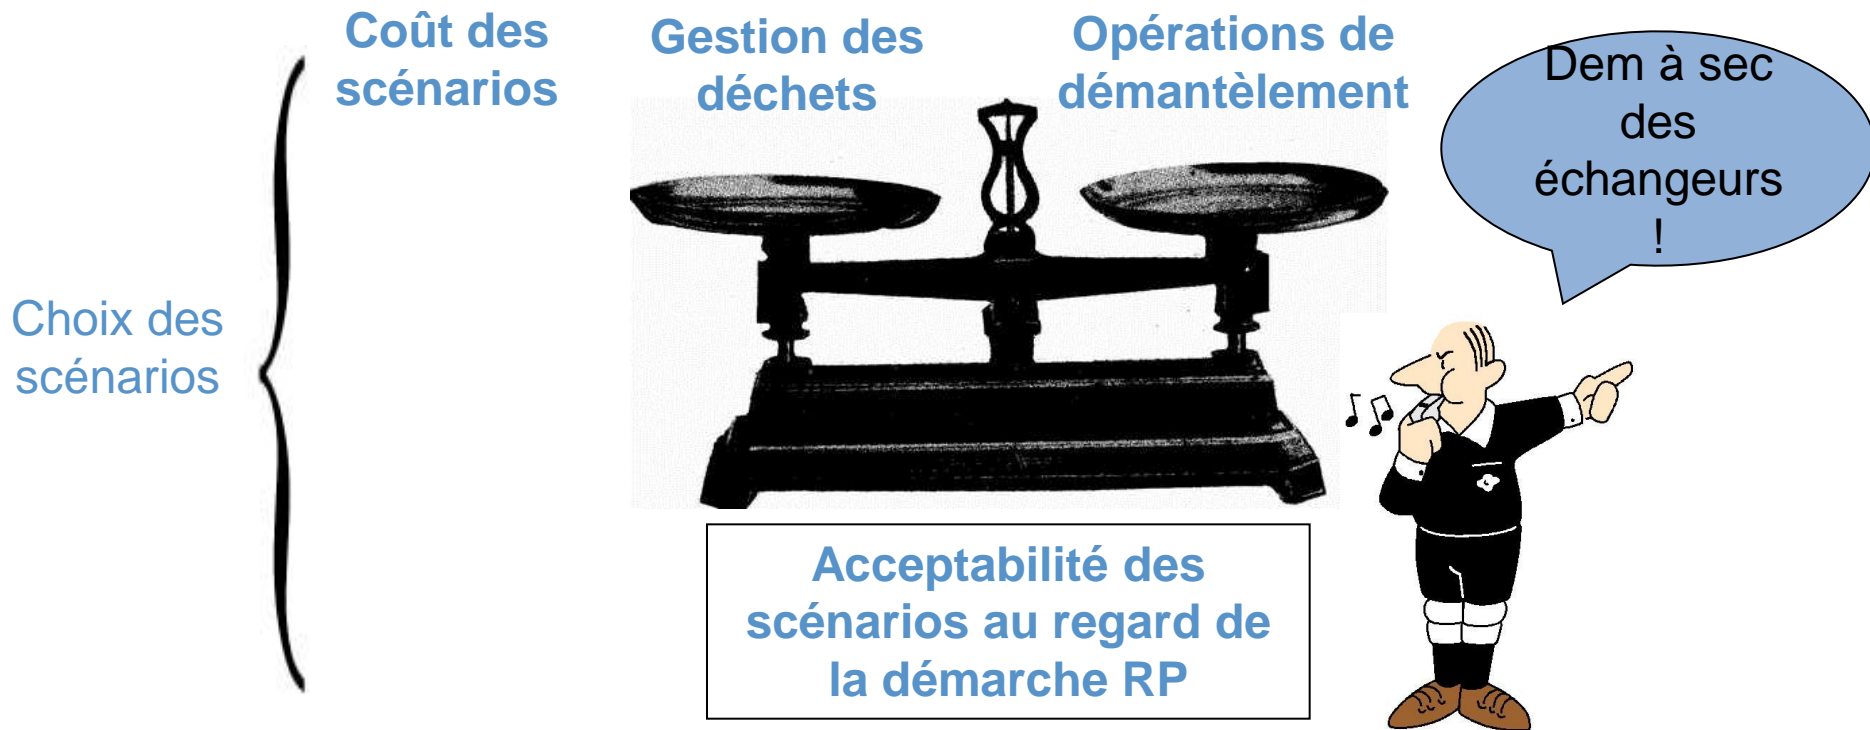 Coût des
scénarios
Gestion des
déchets
Opérations de
démantèlement
Dem à sec
des
échangeurs
!
Choix des
scénarios
Acceptabilité des
scénarios au regard de
la démarche RP